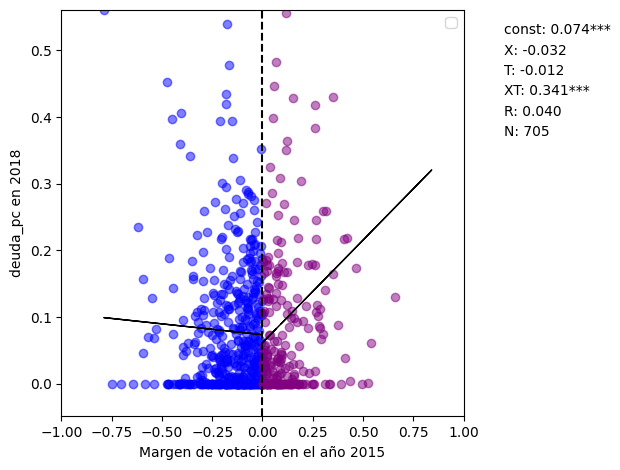 const: 0.074***
X: -0.032
T: -0.012
XT: 0.341***
R: 0.040
N: 705
deuda_pc en 2018
0.5
0.4
0.3
0.2
0.1
0.0
−1.00 −0.75 −0.50 −0.25 0.00 0.25 0.50 0.75 1.00
Margen de votación en el año 2015